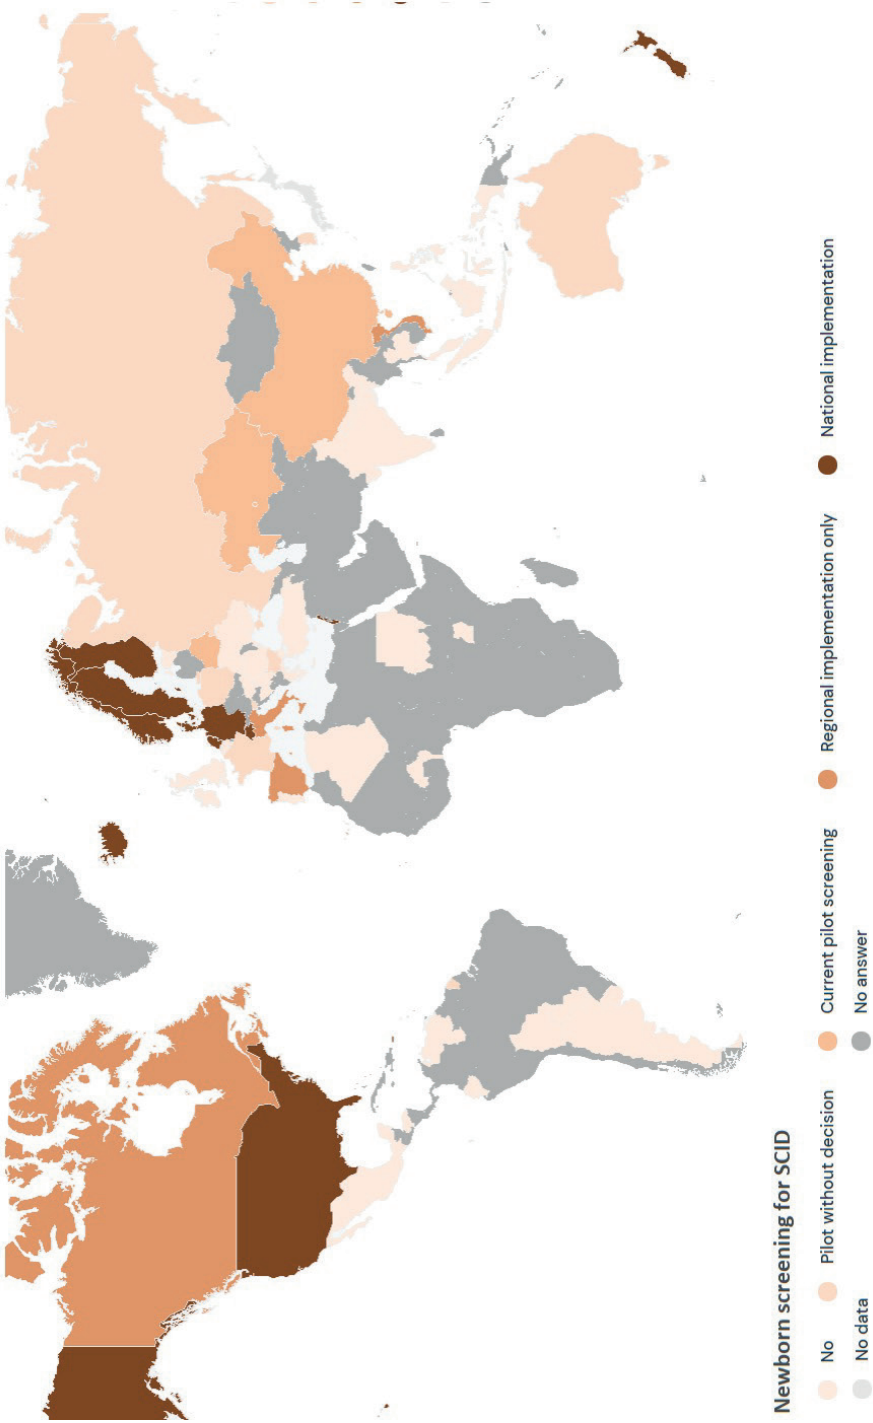 Newborn screening for SCID
No
Pilot without decision
Current pilot screening
Regional implementation only
National implementation
No data
No answer